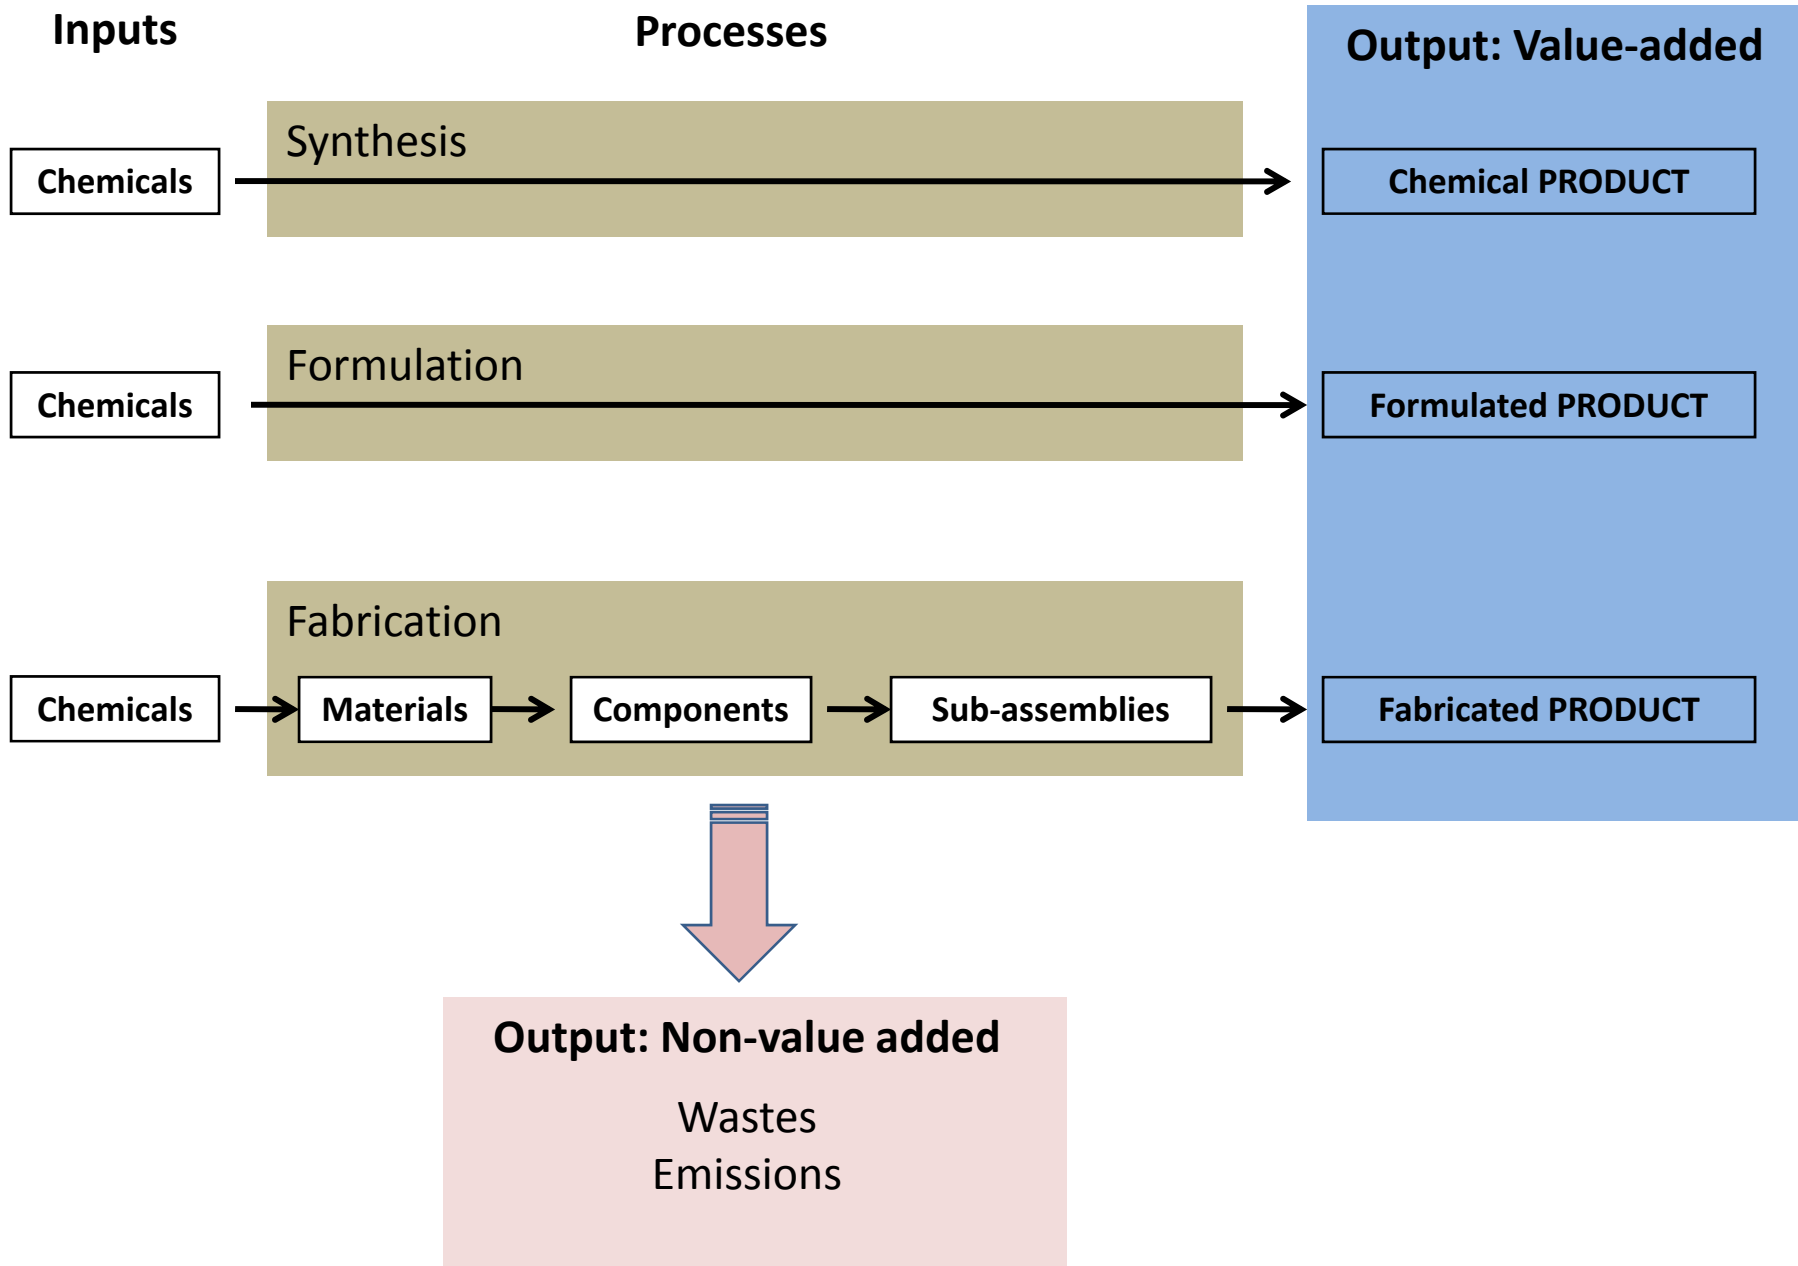 Inputs
Processes
Output: Value-added
Synthesis
Chemicals
Chemical PRODUCT
Formulation
Chemicals
Formulated PRODUCT
Fabrication
Chemicals
Materials
Components
Sub-assemblies
Fabricated PRODUCT
Output: Non-value added
Wastes
Emissions